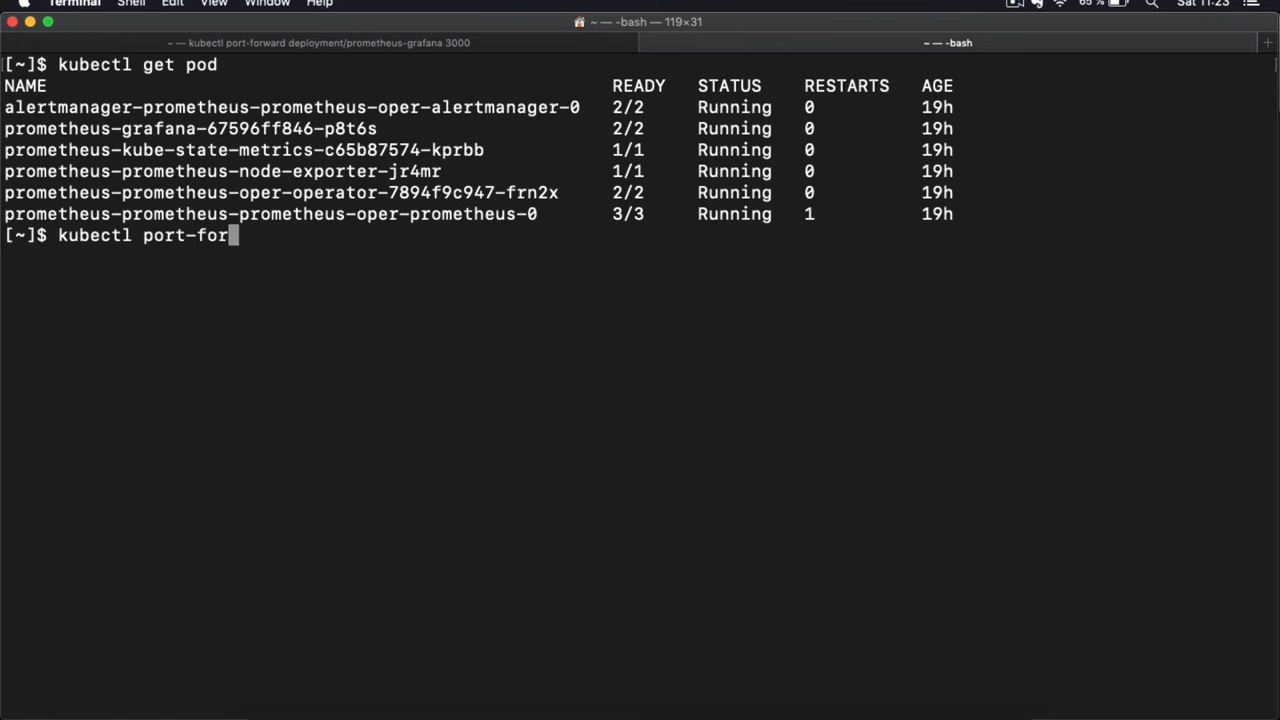 Terminal Shell Edit View Window Help 65 % Sat 11:23
~ — -bash — 119×31
~ — kubectl port-forward deployment/prometheus-grafana 3000 ~ — -bash +
[~]$ kubectl get pod
NAME READY STATUS RESTARTS AGE
alertmanager-prometheus-prometheus-oper-alertmanager-0 2/2 Running 0 19h
prometheus-grafana-67596ff846-p8t6s 2/2 Running 0 19h
prometheus-kube-state-metrics-c65b87574-kprbb 1/1 Running 0 19h
prometheus-prometheus-node-exporter-jr4mr 1/1 Running 0 19h
prometheus-prometheus-oper-operator-7894f9c947-frn2x 2/2 Running 0 19h
prometheus-prometheus-prometheus-oper-prometheus-0 3/3 Running 1 19h
[~]$ kubectl port-for